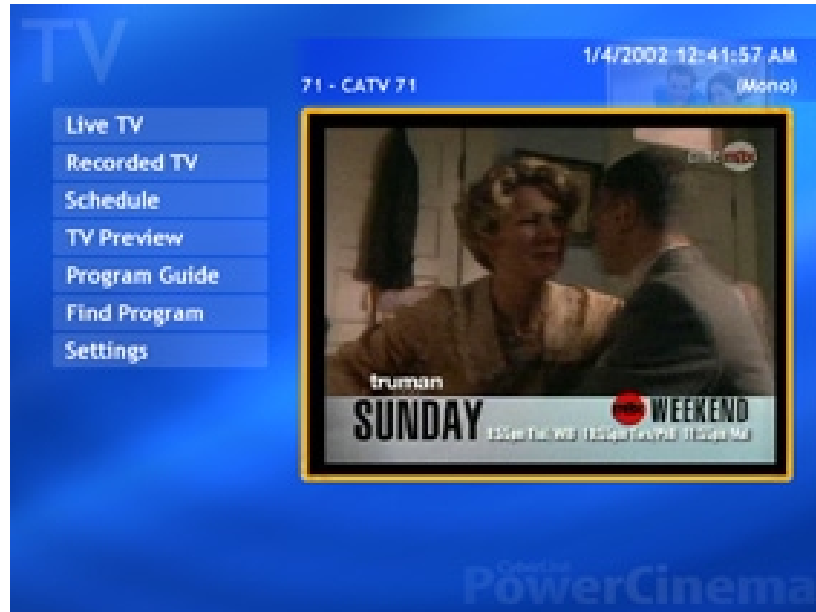 TV
1/4/2002 12:41:57 AM
71 - CATV 71
(Mono)
Live TV
Recorded TV
Schedule
TV Preview
Program Guide
Find Program
Settings
truman
SUNDAY
WEEKEND
CyberLink
PowerCinema